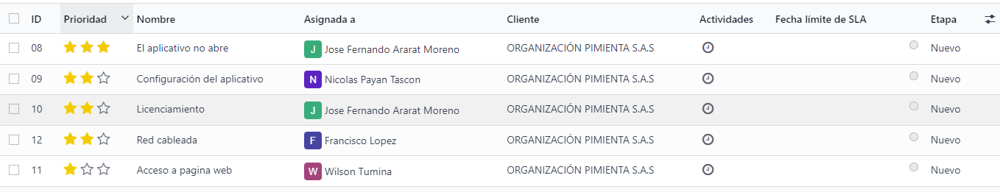 ID Prioridad Nombre Asignada a Cliente Actividades Fecha límite de SLA Etapa
08 El aplicativo no abre J Jose Fernando Ararat Moreno ORGANIZACIÓN PIMIENTA S.A.S Nuevo
09 Configuración del aplicativo N Nicolas Payan Tascon ORGANIZACIÓN PIMIENTA S.A.S Nuevo
10 Licenciamiento J Jose Fernando Ararat Moreno ORGANIZACIÓN PIMIENTA S.A.S Nuevo
12 Red cableada F Francisco Lopez ORGANIZACIÓN PIMIENTA S.A.S Nuevo
11 Acceso a pagina web W Wilson Tumina ORGANIZACIÓN PIMIENTA S.A.S Nuevo